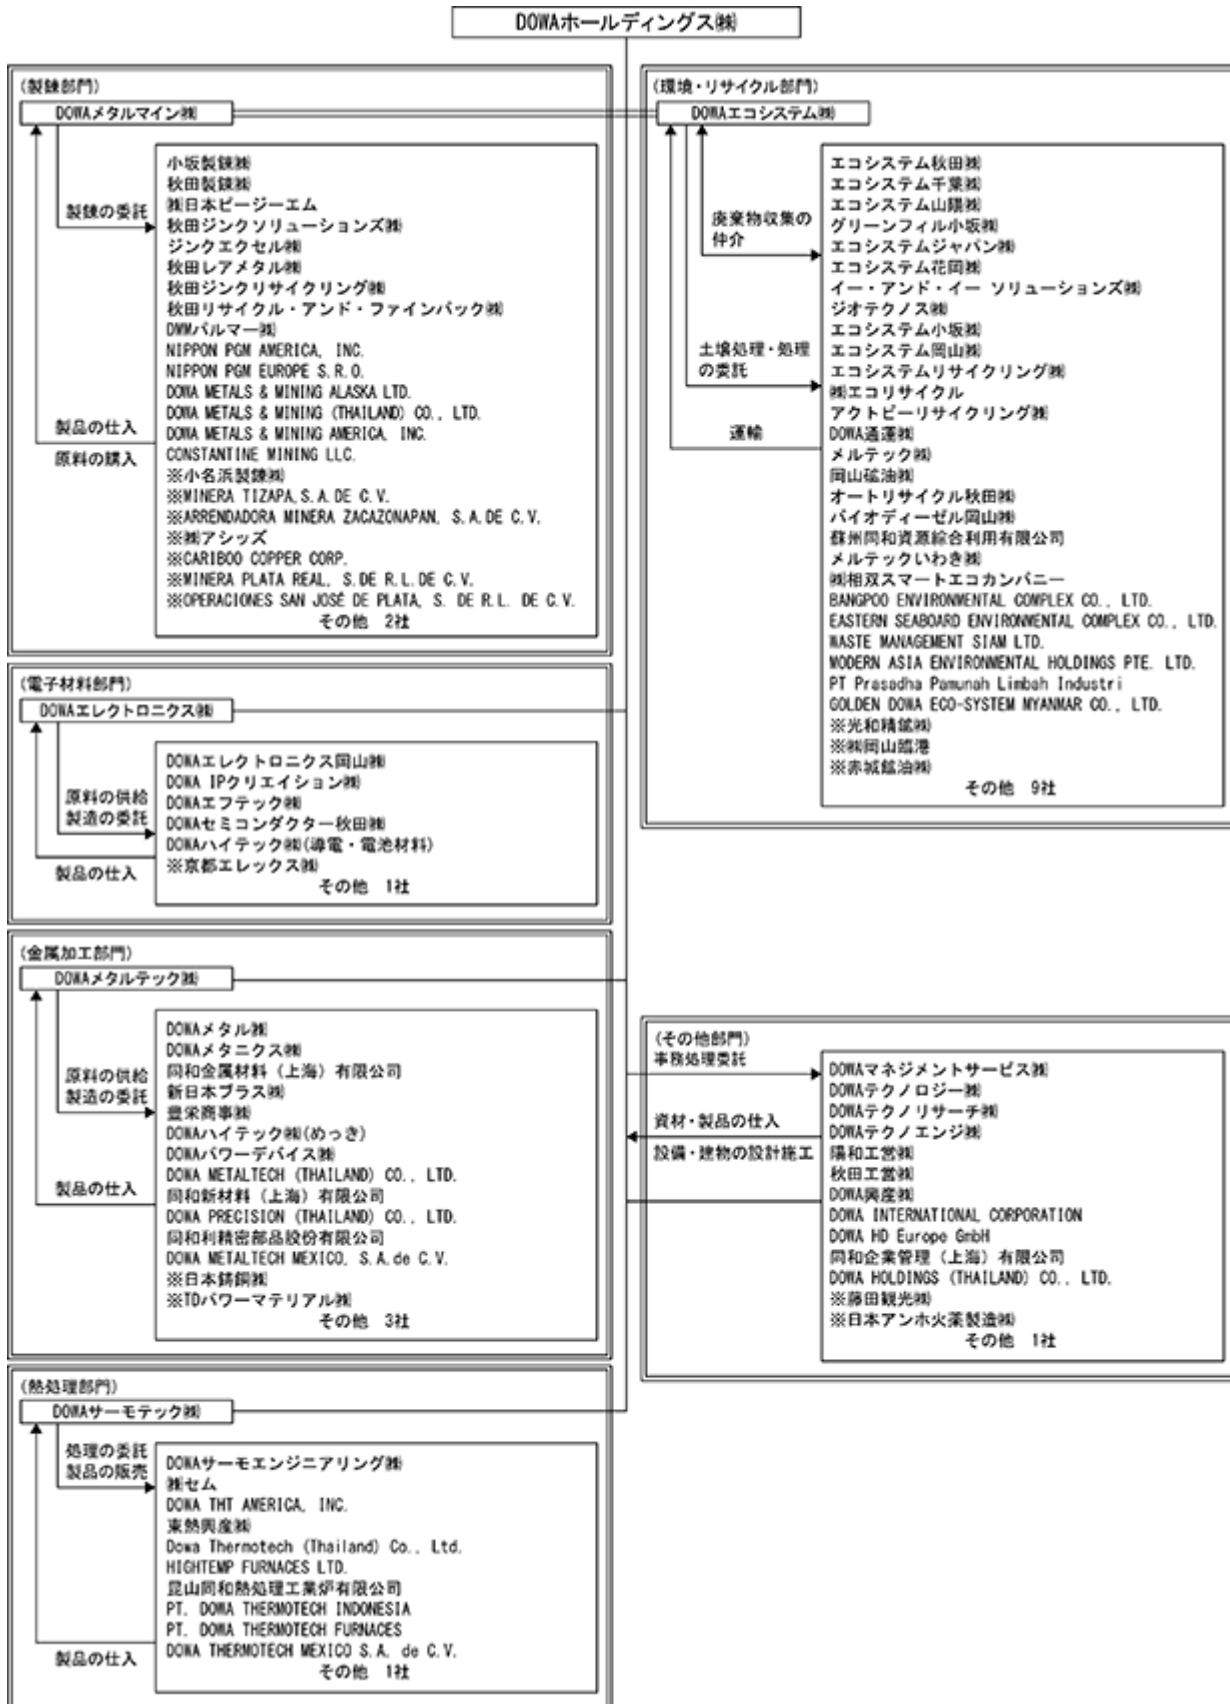 DOWAホールディングス㈱
(製錬部門)
DOWAメタルマイン㈱
製錬の委託
小坂製錬㈱
秋田製錬㈱
㈱日本ピージーエム
秋田ジンクソリューションズ㈱
ジンクエクセル㈱
秋田レアメタル㈱
秋田ジンクリサイクリング㈱
秋田リサイクル・アンド・ファインパック㈱
DMMパルマー㈱
NIPPON PGM AMERICA, INC.
NIPPON PGM EUROPE S.R.O.
DOWA METALS & MINING ALASKA LTD.
DOWA METALS & MINING (THAILAND) CO., LTD.
DOWA METALS & MINING AMERICA, INC.
CONSTANTINE MINING LLC.
※小名浜製錬㈱
※MINERA TIZAPA,S.A.DE C.V.
※ARRENDADORA MINERA ZACAZONAPAN, S.A.DE C.V.
※㈱アシッズ
※CARIBOO COPPER CORP.
※MINERA PLATA REAL, S.DE R.L.DE C.V.
※OPERACIONES SAN JOSÉ DE PLATA, S. DE R.L. DE C.V.
その他 2社
製品の仕入
原料の購入
(環境・リサイクル部門)
DOWAエコシステム㈱
廃棄物収集の
仲介
土壌処理・処理
の委託
運輸
エコシステム秋田㈱
エコシステム千葉㈱
エコシステム山陽㈱
グリーンフィル小坂㈱
エコシステムジャパン㈱
エコシステム花岡㈱
イー・アンド・イー ソリューションズ㈱
ジオテクノス㈱
エコシステム小坂㈱
エコシステム岡山㈱
エコシステムリサイクリング㈱
㈱エコリサイクル
アクトビーリサイクリング㈱
DOWA通運㈱
メルテック㈱
岡山砿油㈱
オートリサイクル秋田㈱
バイオディーゼル岡山㈱
蘇州同和資源綜合利用有限公司
メルテックいわき㈱
㈱相双スマートエコカンパニー
BANGPOO ENVIRONMENTAL COMPLEX CO., LTD.
EASTERN SEABOARD ENVIRONMENTAL COMPLEX CO., LTD.
WASTE MANAGEMENT SIAM LTD.
MODERN ASIA ENVIRONMENTAL HOLDINGS PTE. LTD.
PT Prasadha Pamunah Limbah Industri
GOLDEN DOWA ECO-SYSTEM MYANMAR CO., LTD.
※光和精鉱㈱
※㈱岡山臨港
※赤城鉱油㈱
その他 9社
(電子材料部門)
DOWAエレクトロニクス㈱
原料の供給
製造の委託
製品の仕入
DOWAエレクトロニクス岡山㈱
DOWA IPクリエイション㈱
DOWAエフテック㈱
DOWAセミコンダクター秋田㈱
DOWAハイテック㈱(導電・電池材料)
※京都エレックス㈱
その他 1社
(金属加工部門)
DOWAメタルテック㈱
原料の供給
製造の委託
製品の仕入
DOWAメタル㈱
DOWAメタニクス㈱
同和金属材料（上海）有限公司
新日本ブラス㈱
豊栄商事㈱
DOWAハイテック㈱(めっき)
DOWAパワーデバイス㈱
DOWA METALTECH (THAILAND) CO., LTD.
同和新材料（上海）有限公司
DOWA PRECISION (THAILAND) CO., LTD.
同和利精密部品股份有限公司
DOWA METALTECH MEXICO, S.A.de C.V.
※日本鋳銅㈱
※TDパワーマテリアル㈱
その他 3社
(その他部門)
事務処理委託
資材・製品の仕入
設備・建物の設計施工
DOWAマネジメントサービス㈱
DOWAテクノロジー㈱
DOWAテクノリサーチ㈱
DOWAテクノエンジ㈱
陽和工営㈱
秋田工営㈱
DOWA興産㈱
DOWA INTERNATIONAL CORPORATION
DOWA HD Europe GmbH
同和企業管理（上海）有限公司
DOWA HOLDINGS (THAILAND) CO., LTD.
※藤田観光㈱
※日本アンホ火薬製造㈱
その他 1社
(熱処理部門)
DOWAサーモテック㈱
処理の委託
製品の販売
製品の仕入
DOWAサーモエンジニアリング㈱
㈱セム
DOWA THT AMERICA, INC.
東熱興産㈱
Dowa Thermotech (Thailand) Co., Ltd.
HIGHTEMP FURNACES LTD.
昆山同和熱処理工業炉有限公司
PT. DOWA THERMOTECH INDONESIA
PT. DOWA THERMOTECH FURNACES
DOWA THERMOTECH MEXICO S.A. de C.V.
その他 1社